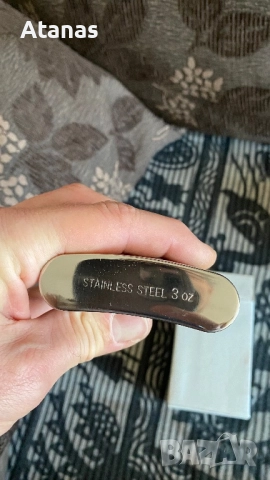 Atanas
STAINLESS STEEL 3 OZ
BAZAR